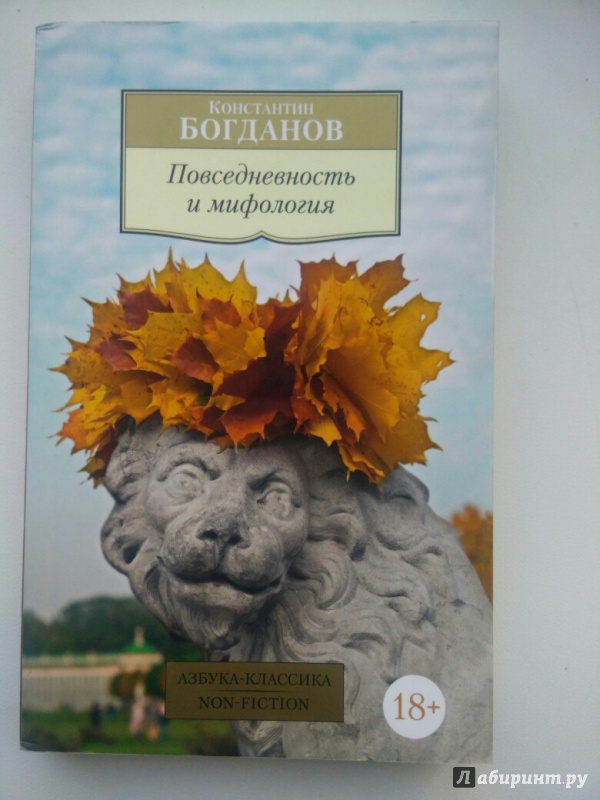 Константин
БОГДАНОВ
Повседневность
и мифология
АЗБУКА-КЛАССИКА
NON-FICTION
18+
Лабиринт.ру